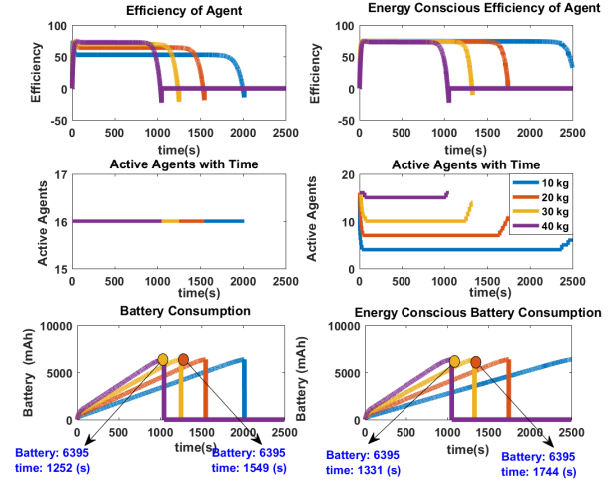 Efficiency of Agent
Energy Conscious Efficiency of Agent
Efficiency
100
50
0
-50
0 500 1000 1500 2000 2500
time(s)
Efficiency
100
50
0
-50
0 500 1000 1500 2000 2500
time(s)
Active Agents with Time
Active Agents with Time
Active Agents
17
16
15
0 500 1000 1500 2000 2500
time(s)
Active Agents
20
10
0
0 500 1000 1500 2000 2500
time(s)
10 kg
20 kg
30 kg
40 kg
Battery Consumption
Energy Conscious Battery Consumption
Battery (mAh)
10000
5000
0
0 500 1000 1500 2000 2500
time(s)
Battery (mAh)
10000
5000
0
0 500 1000 1500 2000 2500
time(s)
Battery: 6395
time: 1252 (s)
Battery: 6395
time: 1549 (s)
Battery: 6395
time: 1331 (s)
Battery: 6395
time: 1744 (s)